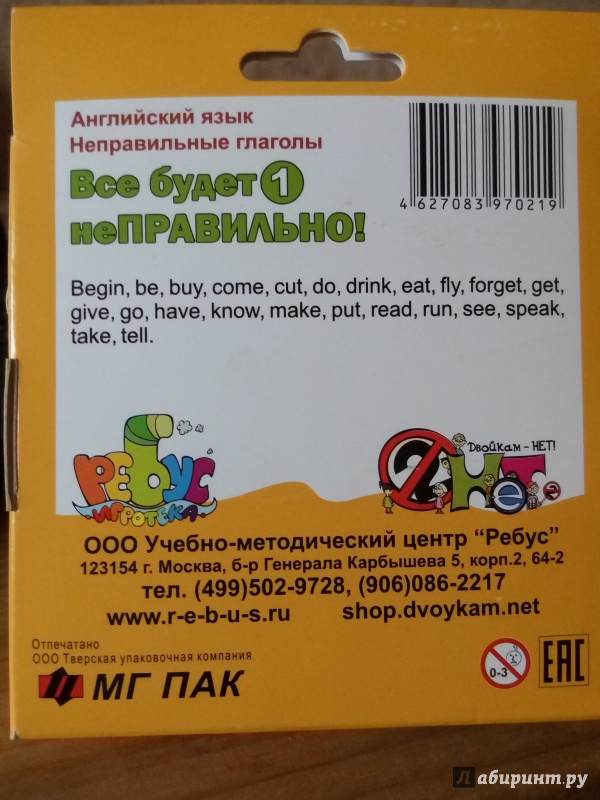 Английский язык
Неправильные глаголы
Все будет 1
неПРАВИЛЬНО!
4 627083 970219
Begin, be, buy, come, cut, do, drink, eat, fly, forget, get,
give, go, have, know, make, put, read, run, see, speak,
take, tell.
РЕБУС
ИГРОТЕКА
Двойкам – НЕТ!
2 Нет
ООО Учебно-методический центр “Ребус”
123154 г. Москва, б-р Генерала Карбышева 5, корп.2, 64-2
тел. (499)502-9728, (906)086-2217
www.r-e-b-u-s.ru shop.dvoykam.net
Отпечатано
ООО Тверская упаковочная компания
МГ ПАК
0-3
EAC
Лабиринт.ру